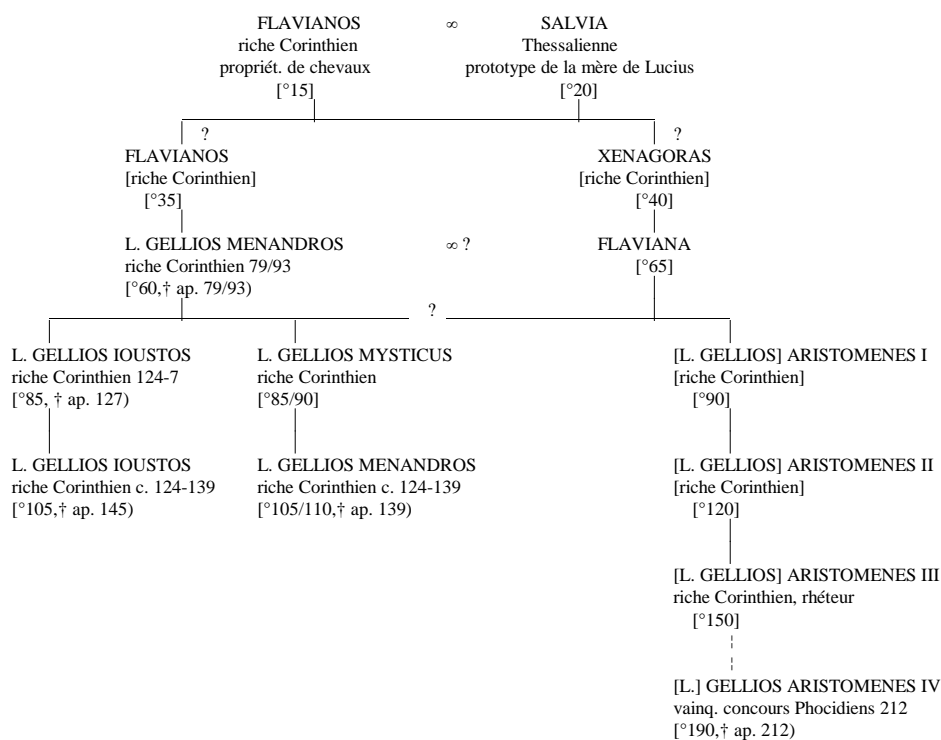 FLAVIANOS ∞ SALVIA
riche Corinthien Thessalienne
propriét. de chevaux prototype de la mère de Lucius
[°15] [°20]
? ?
FLAVIANOS XENAGORAS
[riche Corinthien] [riche Corinthien]
[°35] [°40]
L. GELLIOS MENANDROS ∞ ? FLAVIANA
riche Corinthien 79/93 [°65]
[°60,† ap. 79/93)
?
L. GELLIOS IOUSTOS L. GELLIOS MYSTICUS [L. GELLIOS] ARISTOMENES I
riche Corinthien 124-7 riche Corinthien [riche Corinthien]
[°85, † ap. 127) [°85/90] [°90]
L. GELLIOS IOUSTOS L. GELLIOS MENANDROS [L. GELLIOS] ARISTOMENES II
riche Corinthien c. 124-139 riche Corinthien c. 124-139 [riche Corinthien]
[°105,† ap. 145) [°105/110,† ap. 139) [°120]
[L. GELLIOS] ARISTOMENES III
riche Corinthien, rhéteur
[°150]
[L.] GELLIOS ARISTOMENES IV
vainq. concours Phocidiens 212
[°190,† ap. 212)